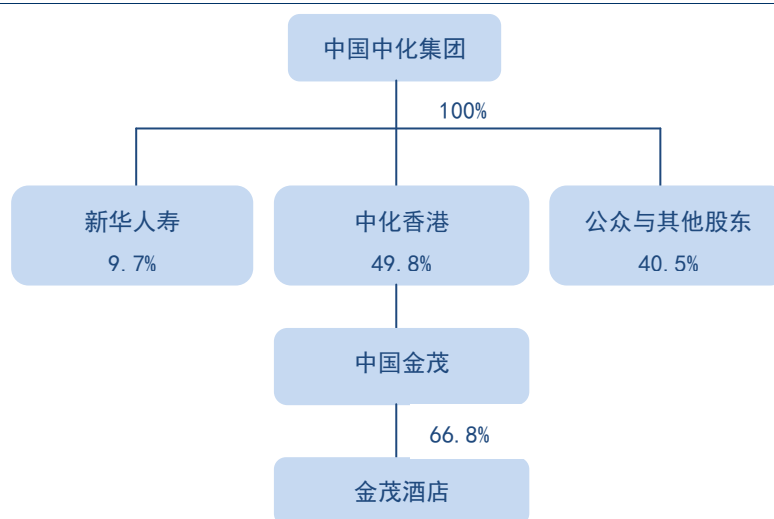 中国中化集团
100%
新华人寿
9.7%
中化香港
49.8%
公众与其他股东
40.5%
中国金茂
66.8%
金茂酒店